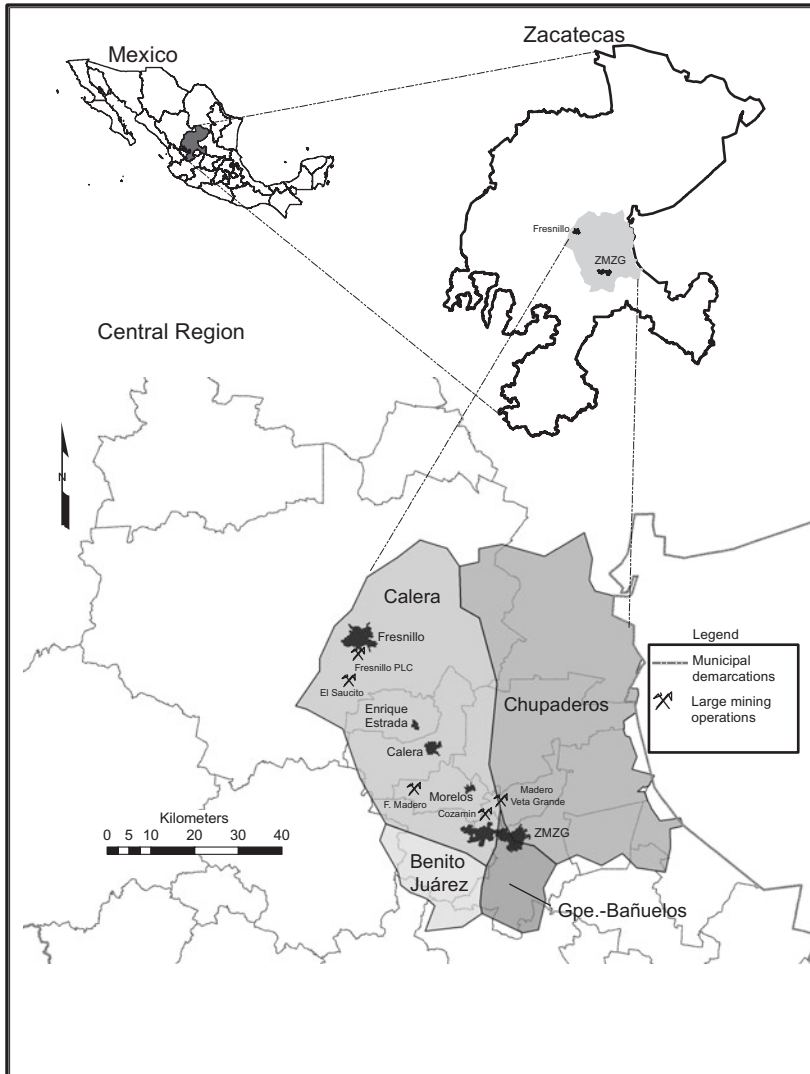 Mexico
Zacatecas
Fresnillo
ZMZG
Central Region
N
Calera
Fresnillo
Fresnillo PLC
El Saucito
Enrique
Estrada
Chupaderos
Calera
Morelos
F. Madero
Madero
Veta Grande
Cozamin
ZMZG
Benito
Juárez
Gpe.-Bañuelos
Legend
Municipal
demarcations
Large mining
operations
Kilometers
0 5 10 20 30 40